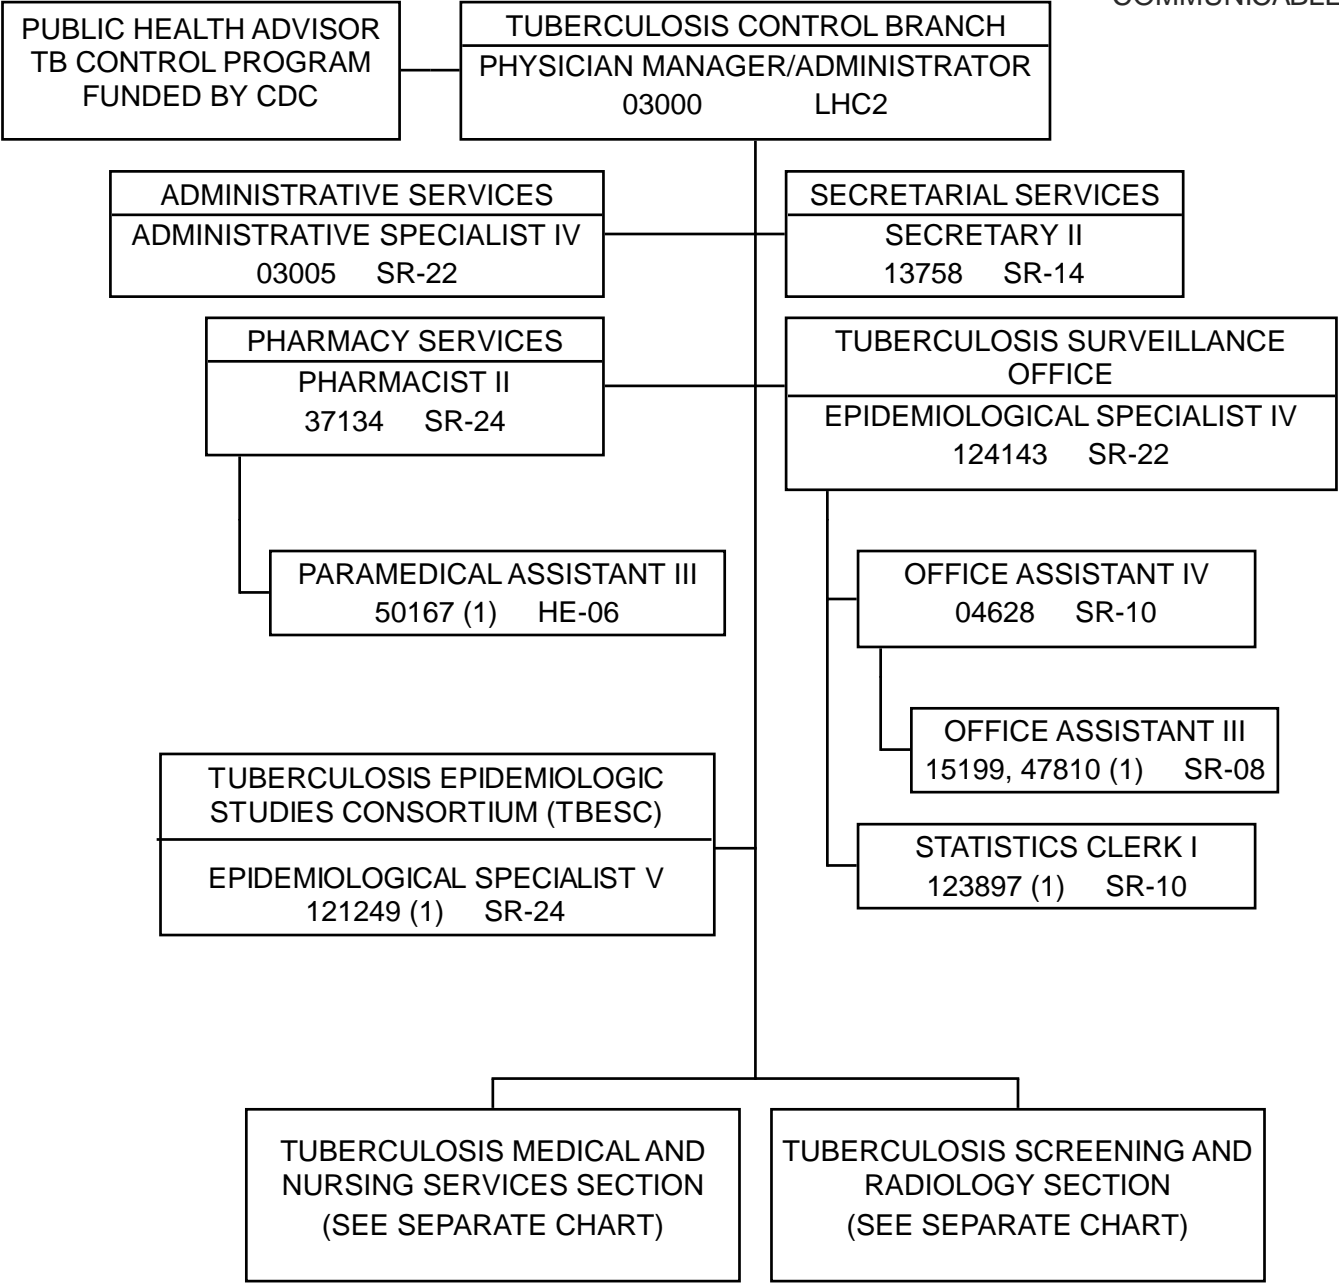 COMMUNICABLE
PUBLIC HEALTH ADVISOR
TB CONTROL PROGRAM
FUNDED BY CDC
TUBERCULOSIS CONTROL BRANCH
PHYSICIAN MANAGER/ADMINISTRATOR
03000 LHC2
ADMINISTRATIVE SERVICES
ADMINISTRATIVE SPECIALIST IV
03005 SR-22
SECRETARIAL SERVICES
SECRETARY II
13758 SR-14
PHARMACY SERVICES
PHARMACIST II
37134 SR-24
TUBERCULOSIS SURVEILLANCE
OFFICE
EPIDEMIOLOGICAL SPECIALIST IV
124143 SR-22
PARAMEDICAL ASSISTANT III
50167 (1) HE-06
OFFICE ASSISTANT IV
04628 SR-10
OFFICE ASSISTANT III
15199, 47810 (1) SR-08
TUBERCULOSIS EPIDEMIOLOGIC
STUDIES CONSORTIUM (TBESC)
EPIDEMIOLOGICAL SPECIALIST V
121249 (1) SR-24
STATISTICS CLERK I
123897 (1) SR-10
TUBERCULOSIS MEDICAL AND
NURSING SERVICES SECTION
(SEE SEPARATE CHART)
TUBERCULOSIS SCREENING AND
RADIOLOGY SECTION
(SEE SEPARATE CHART)